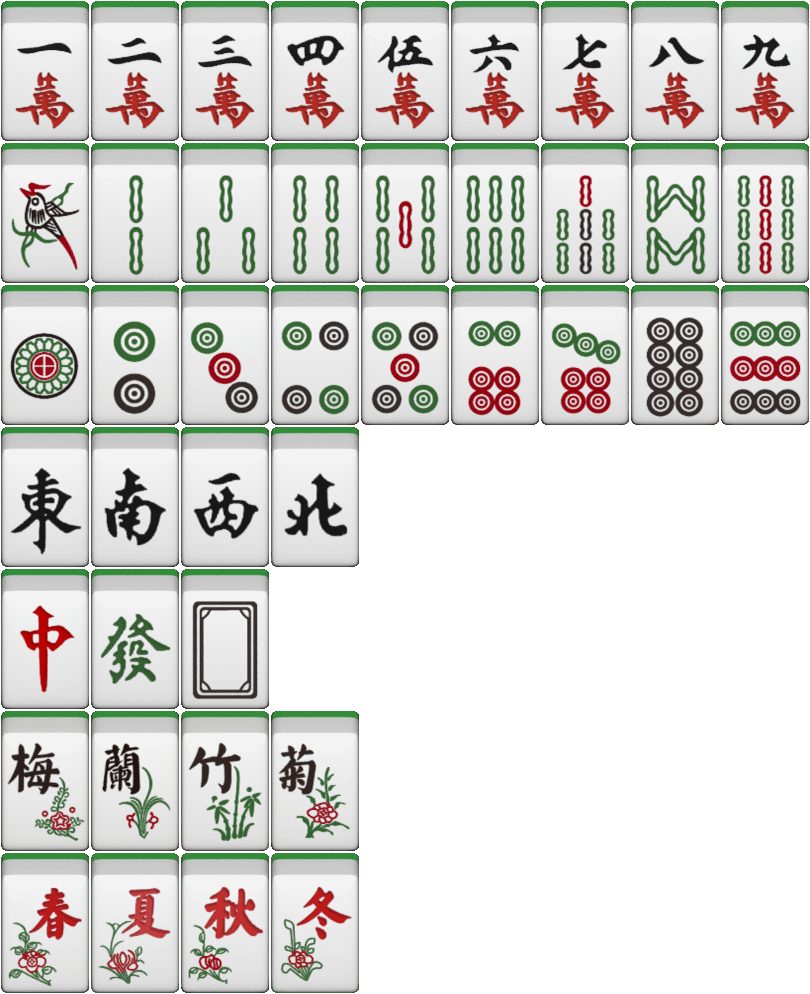 一萬 二萬 三萬 四萬 伍萬 六萬 七萬 八萬 九萬
東 南 西 北
中 發
梅 蘭 竹 菊
春 夏 秋 冬